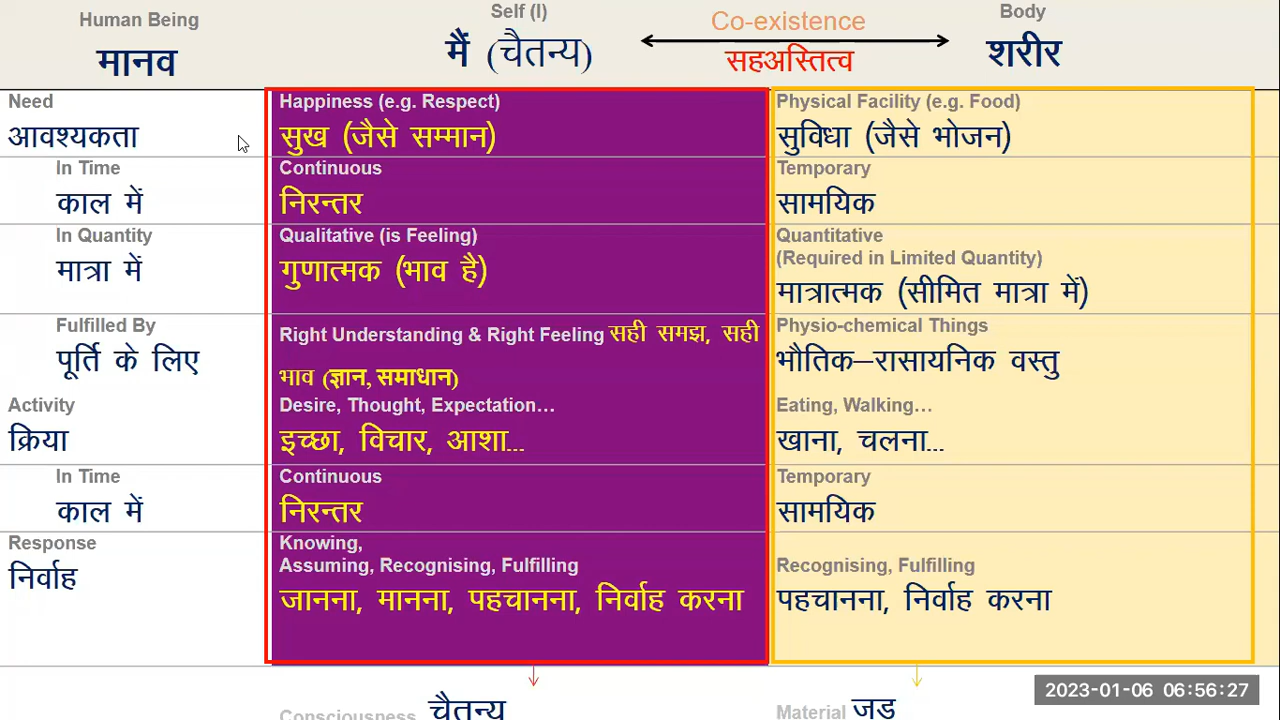 Human Being
मानव
Self (I)
मैं (चैतन्य)
Co-existence
सहअस्तित्व
Body
शरीर
Need
आवश्यकता
Happiness (e.g. Respect)
सुख (जैसे सम्मान)
Physical Facility (e.g. Food)
सुविधा (जैसे भोजन)
In Time
काल में
Continuous
निरन्तर
Temporary
सामयिक
In Quantity
मात्रा में
Qualitative (is Feeling)
गुणात्मक (भाव है)
Quantitative
(Required in Limited Quantity)
मात्रात्मक (सीमित मात्रा में)
Fulfilled By
पूर्ति के लिए
Right Understanding & Right Feeling सही समझ, सही
भाव (ज्ञान, समाधान)
Physio-chemical Things
भौतिक–रासायनिक वस्तु
Activity
क्रिया
Desire, Thought, Expectation…
इच्छा, विचार, आशा...
Eating, Walking…
खाना, चलना...
In Time
काल में
Continuous
निरन्तर
Temporary
सामयिक
Response
निर्वाह
Knowing,
Assuming, Recognising, Fulfilling
जानना, मानना, पहचानना, निर्वाह करना
Recognising, Fulfilling
पहचानना, निर्वाह करना
Consciousness चैतन्य
Material जड़
2023-01-06 06:56:27